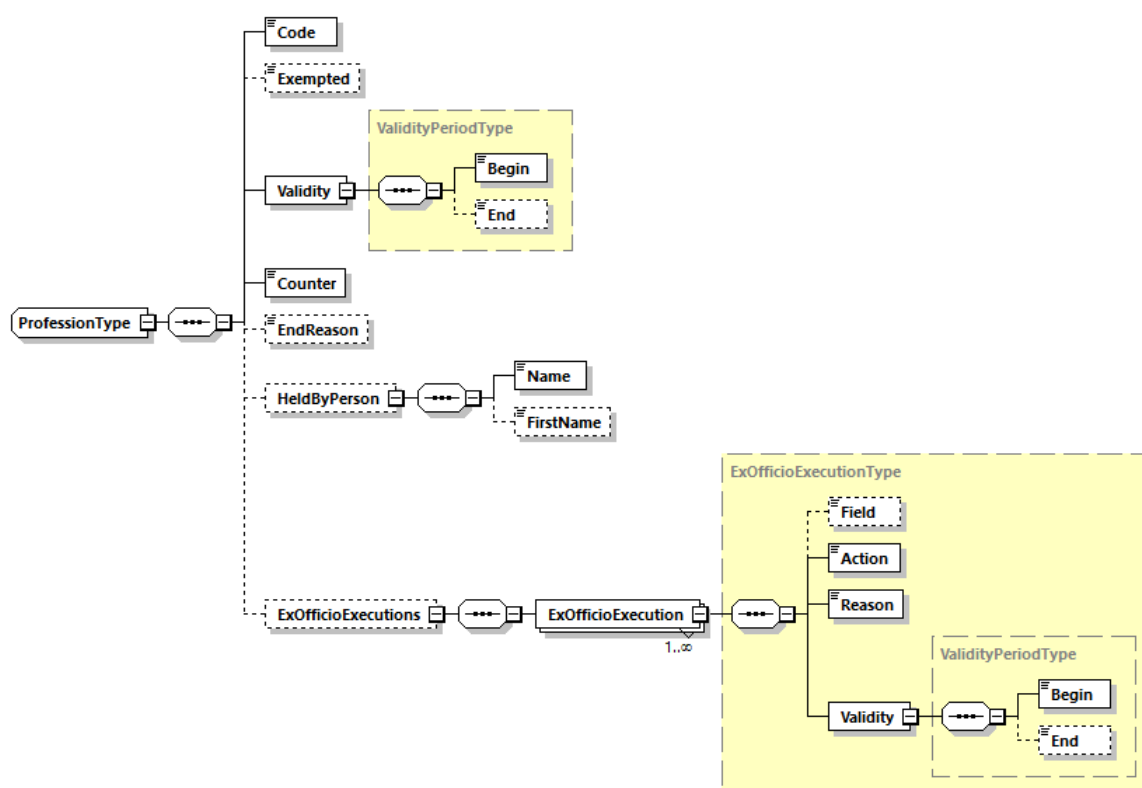 Code
Exempted
ValidityPeriodType
Validity
Begin
End
Counter
ProfessionType
EndReason
HeldByPerson
Name
FirstName
ExOfficioExecutionType
Field
Action
Reason
ExOfficioExecutions
ExOfficioExecution
1..∞
ValidityPeriodType
Validity
Begin
End